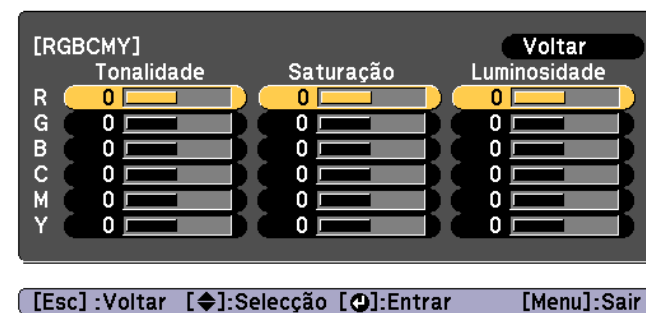 [RGBCMY] Voltar
Tonalidade Saturação Luminosidade
R 0 0 0
G 0 0 0
B 0 0 0
C 0 0 0
M 0 0 0
Y 0 0 0
[Esc] :Voltar [◆]:Selecção [↵]:Entrar [Menu]:Sair